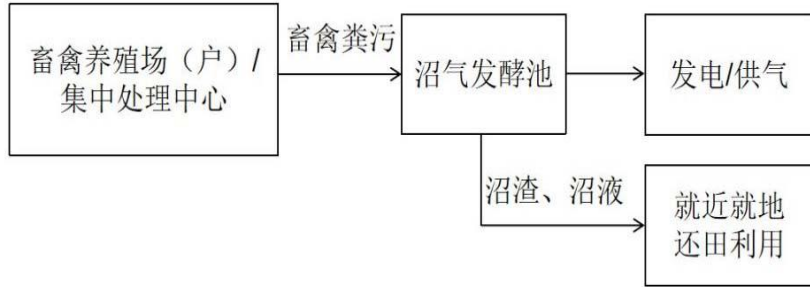 畜禽养殖场（户）/
集中处理中心
畜禽粪污
沼气发酵池
发电/供气
沼渣、沼液
就近就地
还田利用